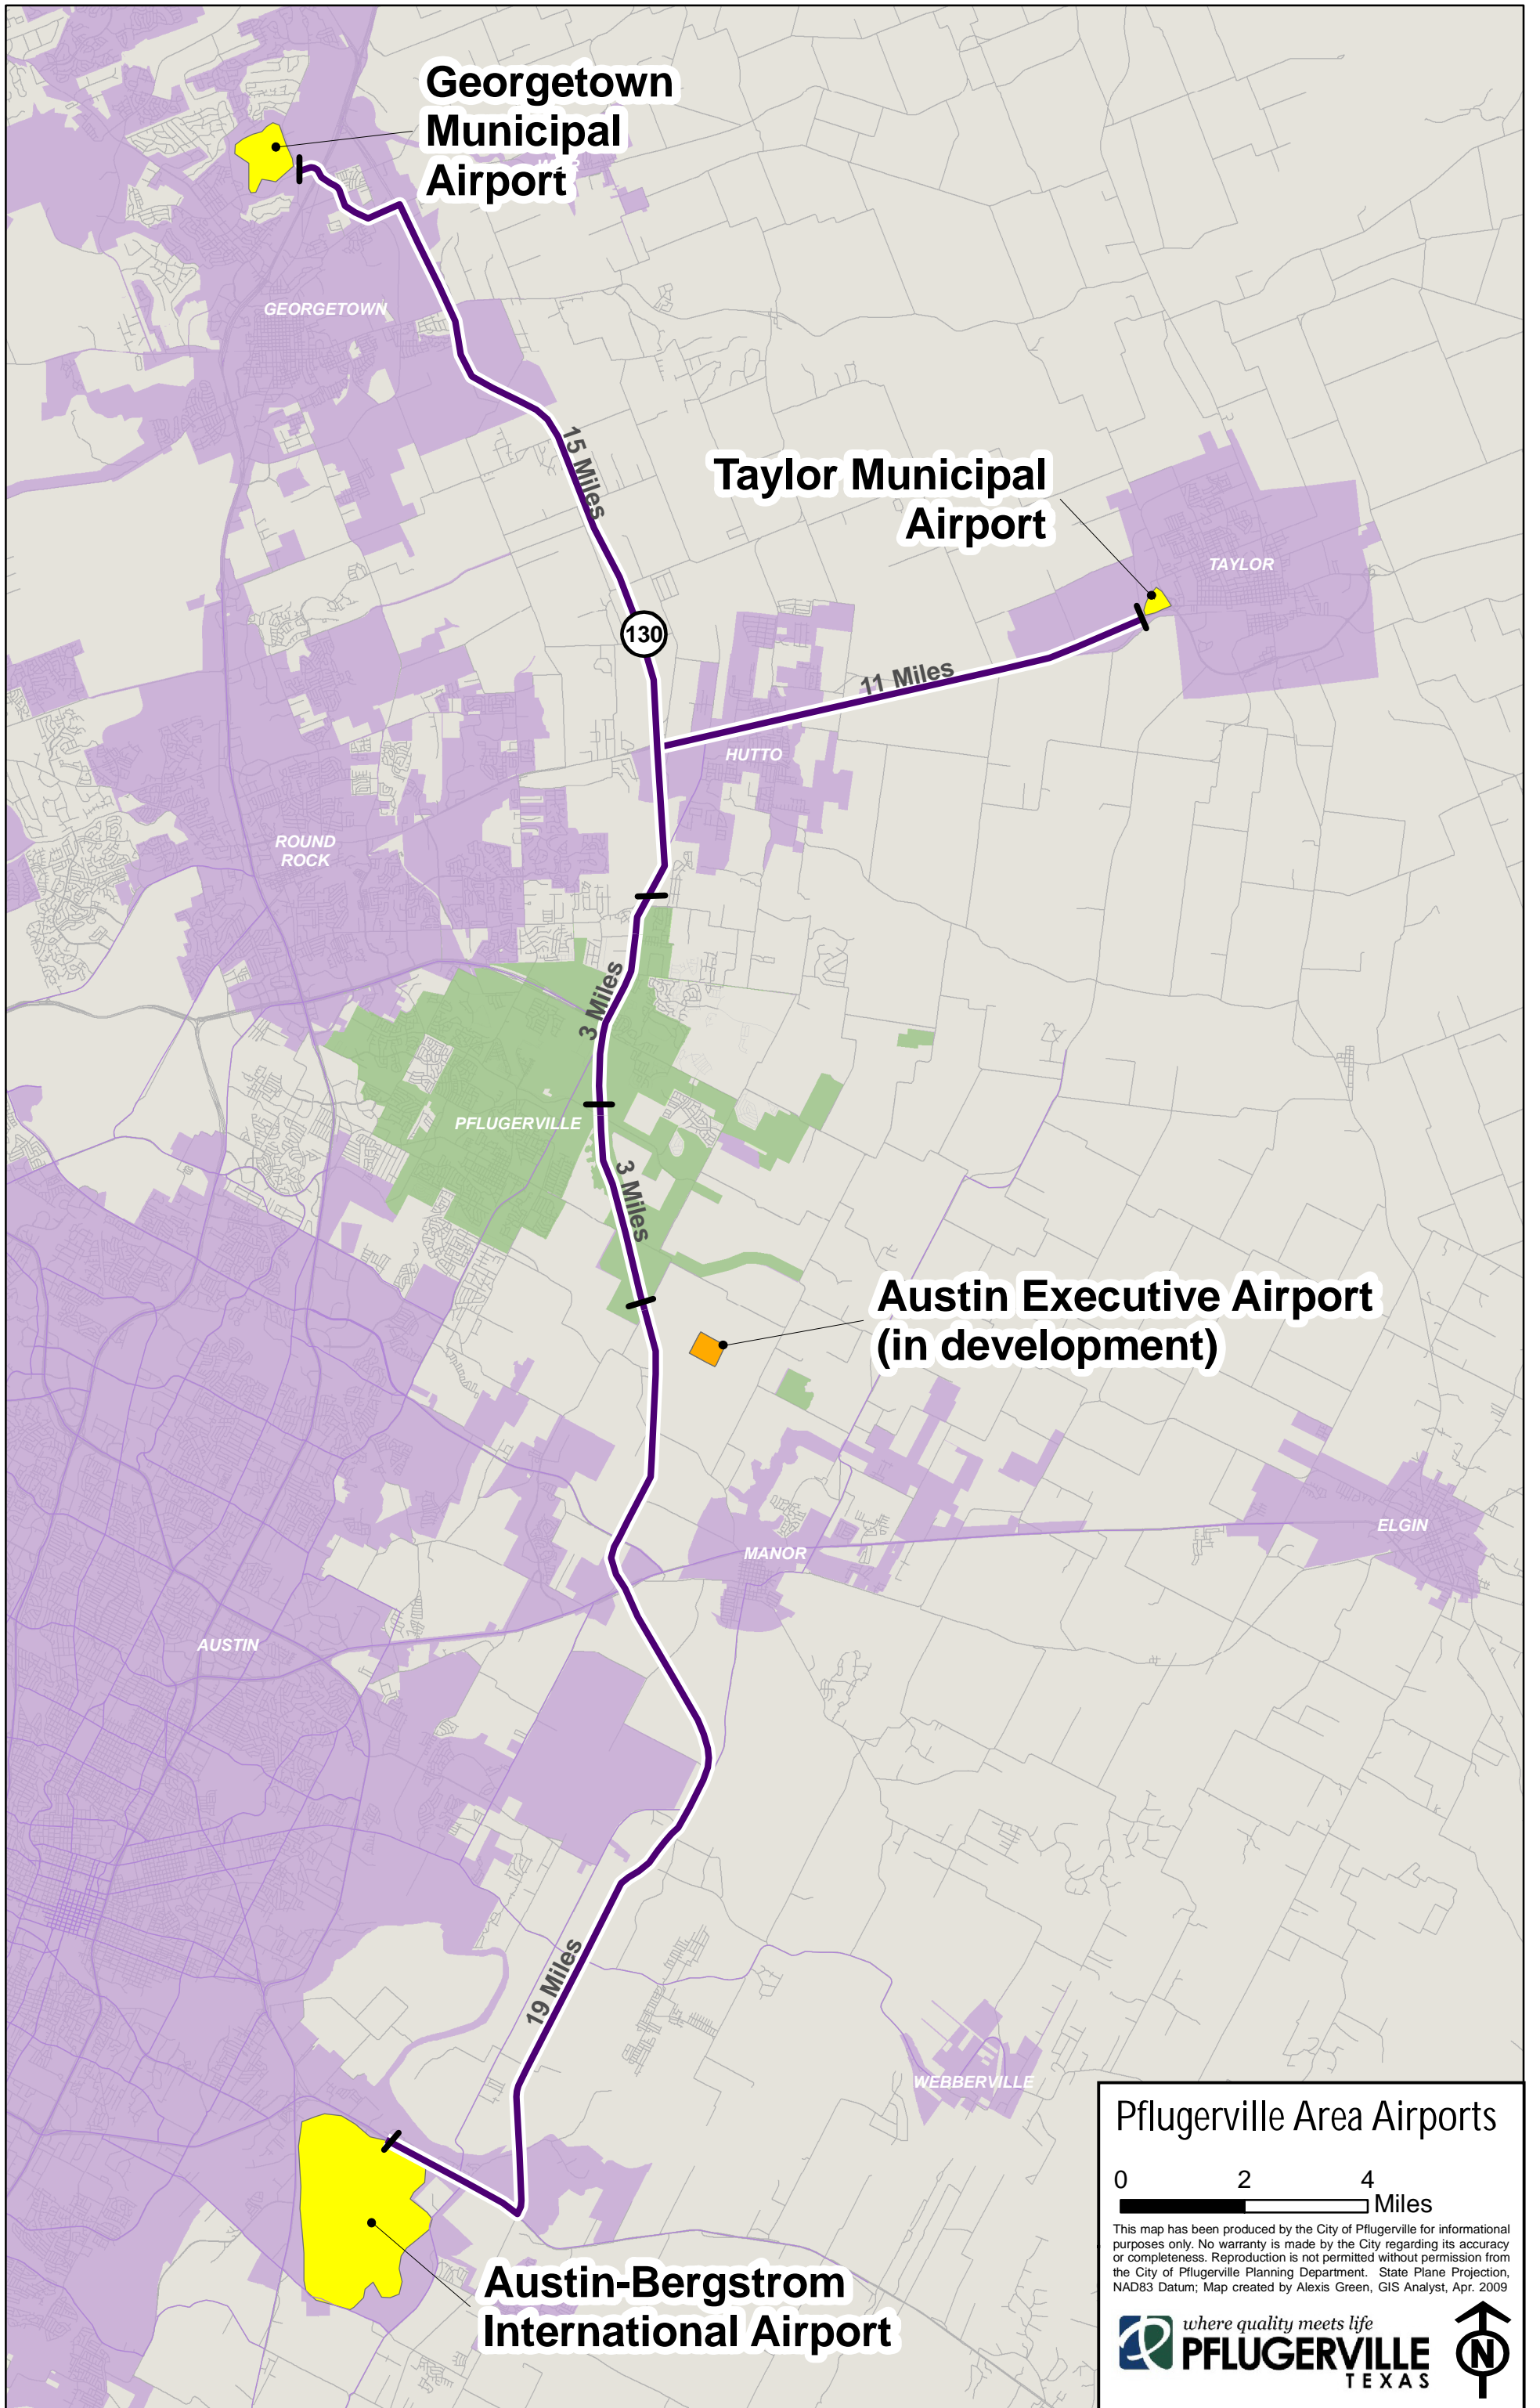 Georgetown
Municipal
Airport
GEORGETOWN
15 Miles
Taylor Municipal
Airport
TAYLOR
130
11 Miles
HUTTO
ROUND
ROCK
3 Miles
PFLUGERVILLE
3 Miles
Austin Executive Airport
(in development)
ELGIN
MANOR
AUSTIN
19 Miles
WEBBERVILLE
Austin-Bergstrom
International Airport
Pflugerville Area Airports
0 2 4
Miles
This map has been produced by the City of Pflugerville for informational
purposes only. No warranty is made by the City regarding its accuracy
or completeness. Reproduction is not permitted without permission from
the City of Pflugerville Planning Department. State Plane Projection,
NAD83 Datum; Map created by Alexis Green, GIS Analyst, Apr. 2009
where quality meets life
PFLUGERVILLE
TEXAS
N